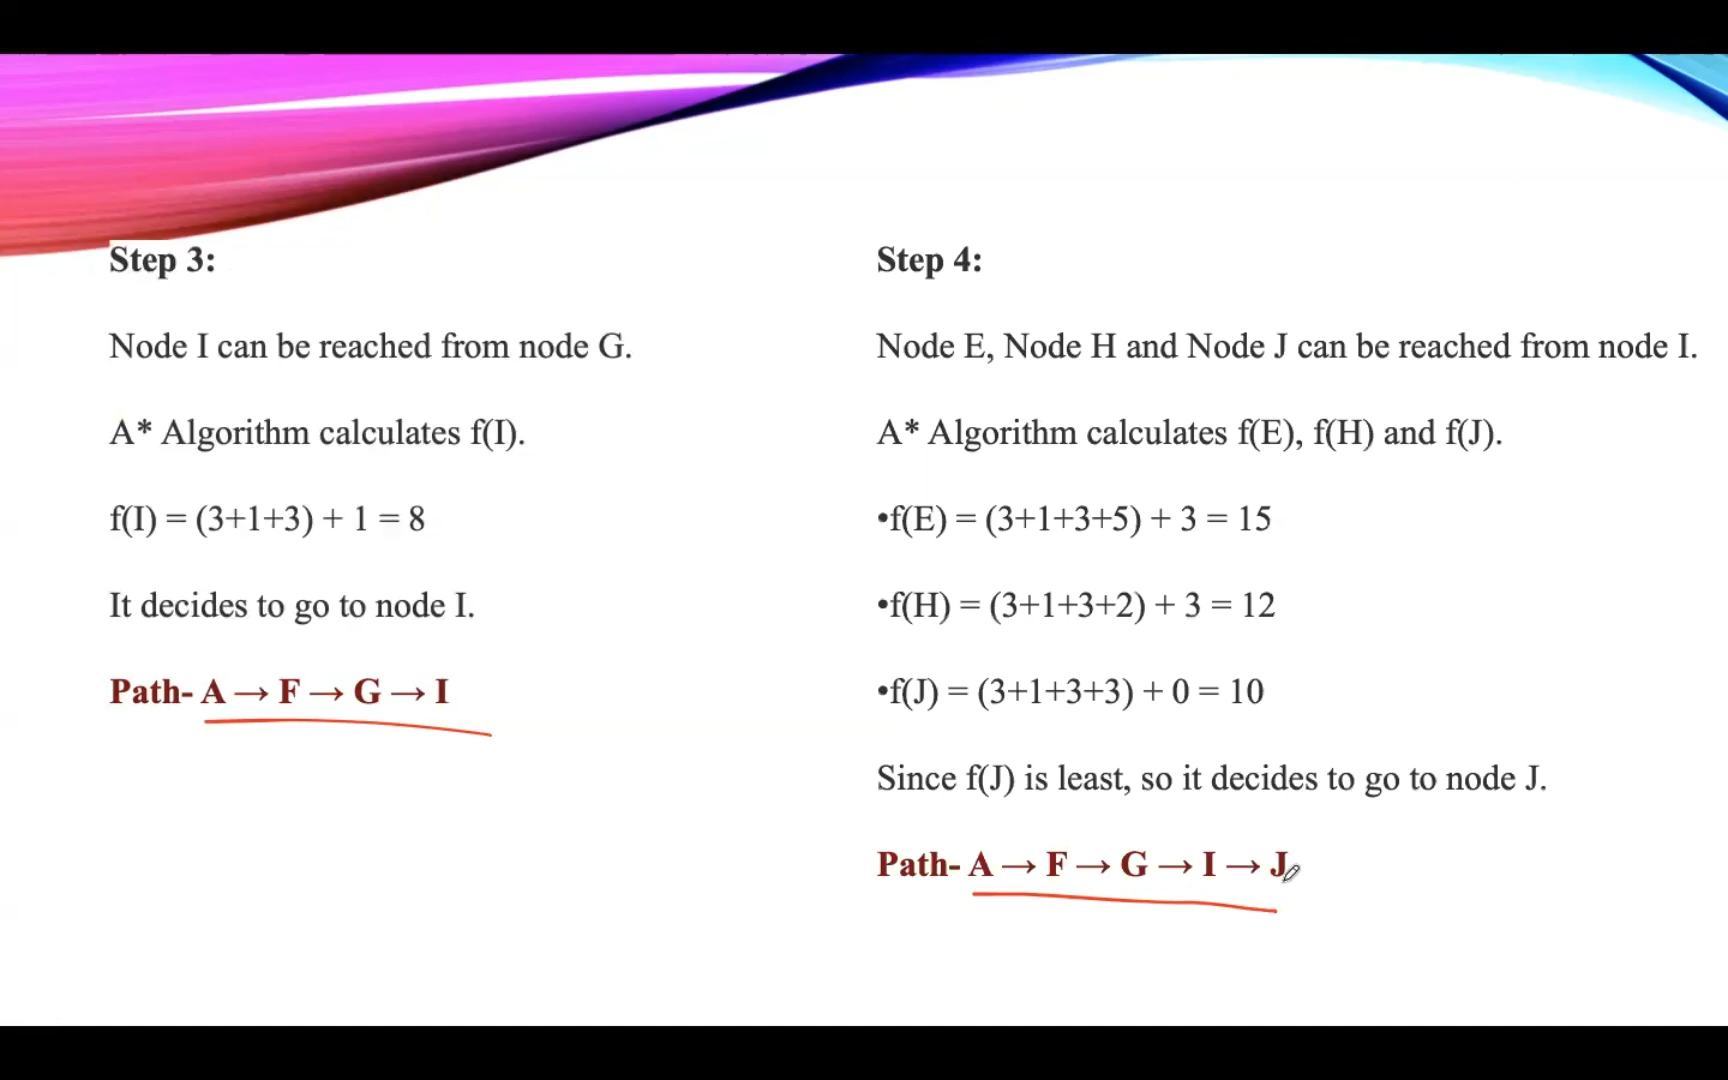 Step 3:
Node I can be reached from node G.
A* Algorithm calculates f(I).
f(I) = (3+1+3) + 1 = 8
It decides to go to node I.
Path- A → F → G → I
Step 4:
Node E, Node H and Node J can be reached from node I.
A* Algorithm calculates f(E), f(H) and f(J).
•f(E) = (3+1+3+5) + 3 = 15
•f(H) = (3+1+3+2) + 3 = 12
•f(J) = (3+1+3+3) + 0 = 10
Since f(J) is least, so it decides to go to node J.
Path- A → F → G → I → J